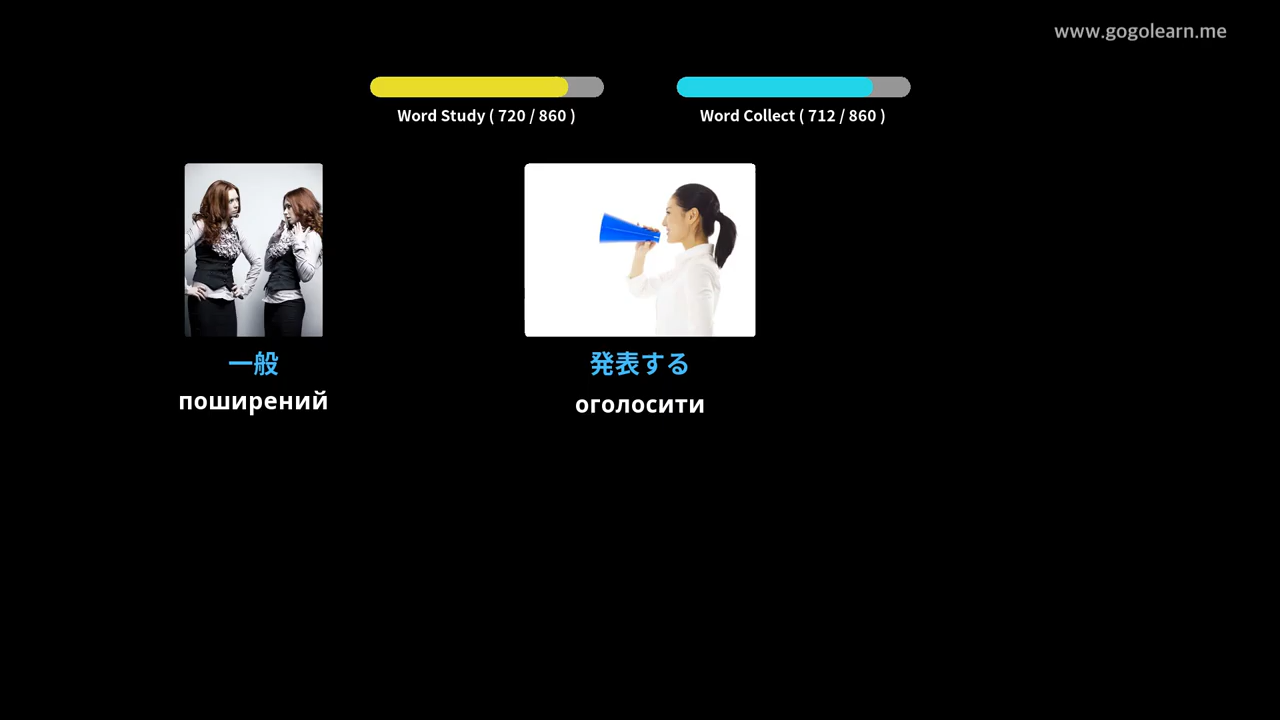 www.gogolearn.me
Word Study ( 720 / 860 )
Word Collect ( 712 / 860 )
一般
поширений
発表する
оголосити